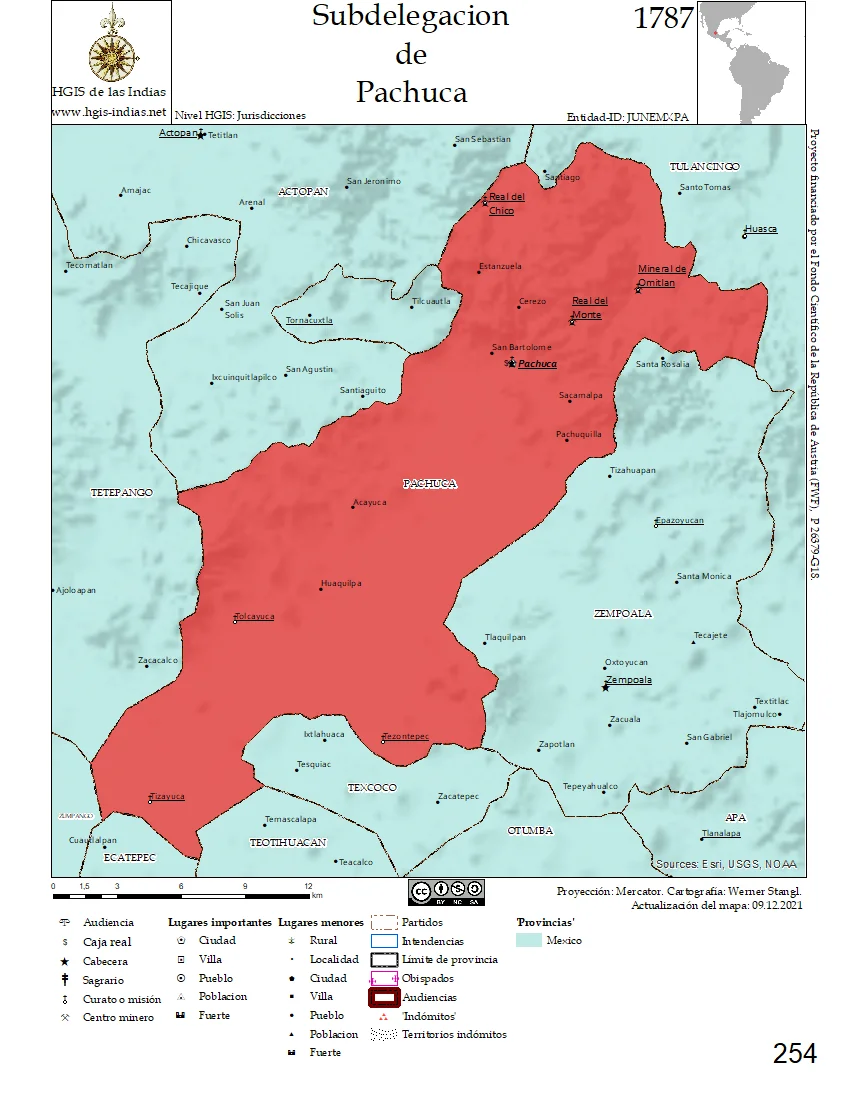 Subdelegacion
de
Pachuca
1787
HGIS de las Indias
www.hgis-indias.net
Nivel HGIS: Jurisdicciones
Entidad-ID: JUNEMXPA
Proyecto financiado por el Fondo Científico de la República de Austria (FWF), P 26379-G18.
Actopan
Tetitlan
San Sebastian
TULANCINGO
Santiago
San Jeronimo
ACTOPAN
Amajac
Santo Tomas
Real del
Chico
Arenal
Huasca
Chicavasco
Tecomatlan
Estanzuela
Mineral de
Omitlan
Tecajique
San Juan
Solis
Tilcuautla
Cerezo
Real del
Monte
Tornacuxtla
San Bartolome
Pachuca
Santa Rosalia
San Agustin
Ixcuinquitlapilco
Santiaguito
Sacamalpa
Pachuquilla
Tizahuapan
PACHUCA
TETEPANGO
Acayuca
Epazoyucan
Santa Monica
Huaquilpa
Ajoloapan
Tolcayuca
ZEMPOALA
Tlaquilpan
Tecajete
Zacacalco
Oxtoyucan
Zempoala
Textitlac
Tlajomulco
Zacuala
Ixtlahuaca
Tezontepec
San Gabriel
Zapotlan
Tesquiac
TEXCOCO
Tepeyahualco
Tizayuca
Zacatepec
ZUMPANGO
Temascalapa
APA
OTUMBA
Tlanalapa
Cuautlalpan
TEOTIHUACAN
ECATEPEC
Teacalco
Sources: Esri, USGS, NOAA
0 1,5 3 6 9 12
km
CC BY NC SA
Proyección: Mercator. Cartografía: Werner Stangl.
Actualización del mapa: 09.12.2021
Audiencia
Caja real
Cabecera
Sagrario
Curato o misión
Centro minero
Lugares importantes
Ciudad
Villa
Pueblo
Poblacion
Fuerte
Lugares menores
Rural
Localidad
Ciudad
Villa
Pueblo
Poblacion
Fuerte
Partidos
Intendencias
Límite de provincia
Obispados
Audiencias
'Indómitos'
Territorios indómitos
'Provincias'
Mexico
254